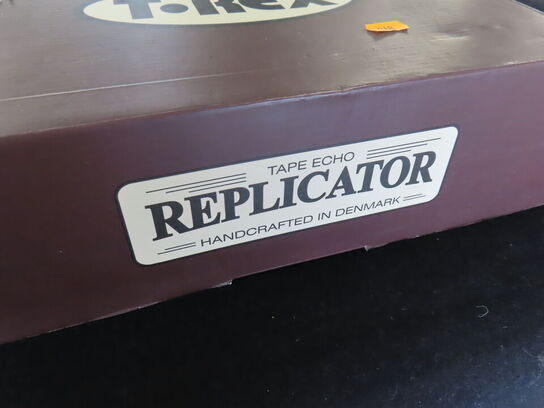 T-REX
TAPE ECHO
REPLICATOR
HANDCRAFTED IN DENMARK